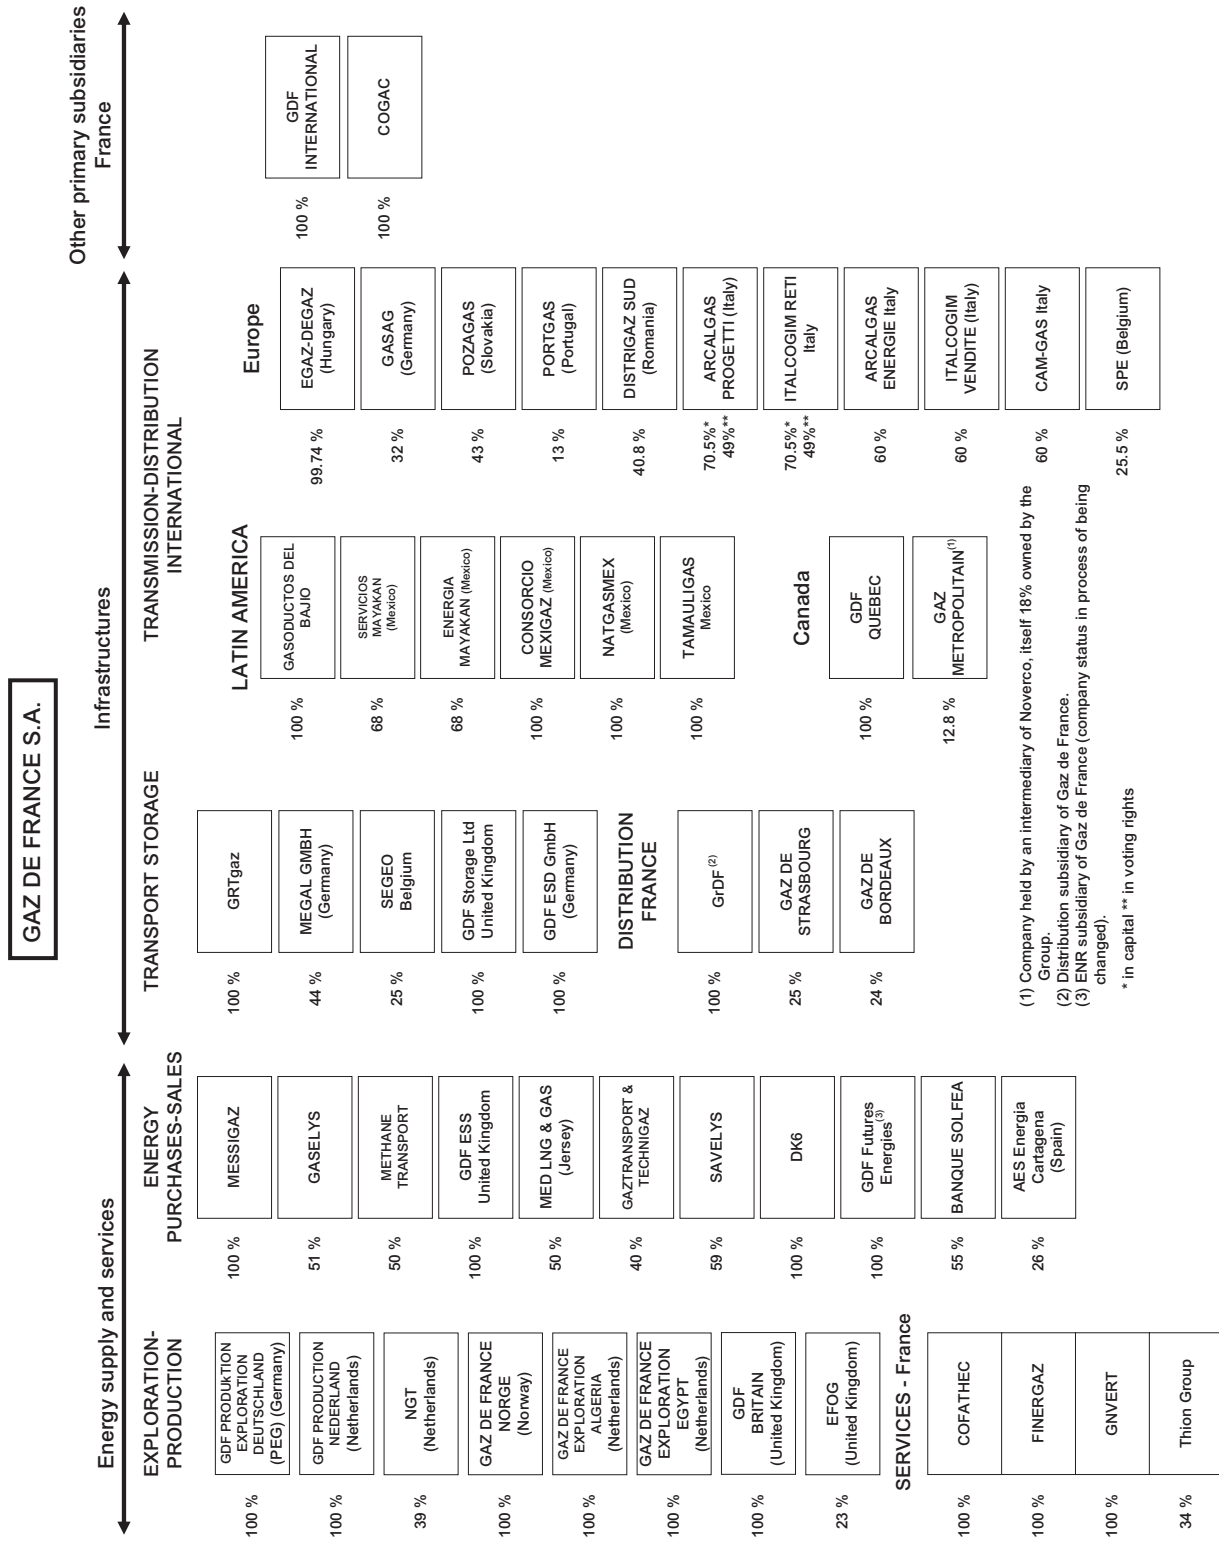 GAZ DE FRANCE S.A.
Energy supply and services
EXPLORATION-
PRODUCTION
100 %
GDF PRODUKTION
EXPLORATION
DEUTSCHLAND
(PEG) (Germany)
100 %
GDF PRODUCTION
NEDERLAND
(Netherlands)
39 %
NGT
(Netherlands)
100 %
GAZ DE FRANCE
NORGE
(Norway)
100 %
GAZ DE FRANCE
EXPLORATION
ALGERIA
(Netherlands)
100 %
GAZ DE FRANCE
EXPLORATION
EGYPT
(Netherlands)
100 %
GDF
BRITAIN
(United Kingdom)
23 %
EFOG
(United Kingdom)
SERVICES - France
100 %
COFATHEC
100 %
FINERGAZ
100 %
GNVERT
34 %
Thion Group
ENERGY
PURCHASES-SALES
100 %
MESSIGAZ
51 %
GASELYS
50 %
METHANE
TRANSPORT
100 %
GDF ESS
United Kingdom
50 %
MED LNG & GAS
(Jersey)
40 %
GAZTRANSPORT &
TECHNIGAZ
59 %
SAVELYS
100 %
DK6
100 %
GDF Futures
Energies(3)
55 %
BANQUE SOLFEA
26 %
AES Energia
Cartagena
(Spain)
Infrastructures
TRANSPORT STORAGE
100 %
GRTgaz
44 %
MEGAL GMBH
(Germany)
25 %
SEGEO
Belgium
100 %
GDF Storage Ltd
United Kingdom
100 %
GDF ESD GmbH
(Germany)
DISTRIBUTION
FRANCE
100 %
GrDF (2)
25 %
GAZ DE
STRASBOURG
24 %
GAZ DE
BORDEAUX
TRANSMISSION-DISTRIBUTION
INTERNATIONAL
LATIN AMERICA
100 %
GASODUCTOS DEL
BAJIO
68 %
SERVICIOS
MAYAKAN
(Mexico)
68 %
ENERGIA
MAYAKAN (Mexico)
100 %
CONSORCIO
MEXIGAZ (Mexico)
100 %
NATGASMEX
(Mexico)
100 %
TAMAULIGAS
Mexico
Canada
100 %
GDF
QUEBEC
12.8 %
GAZ
METROPOLITAIN(1)
Europe
99.74 %
EGAZ-DEGAZ
(Hungary)
32 %
GASAG
(Germany)
43 %
POZAGAS
(Slovakia)
13 %
PORTGAS
(Portugal)
40.8 %
DISTRIGAZ SUD
(Romania)
70.5%*
49%**
ARCALGAS
PROGETTI (Italy)
70.5%*
49%**
ITALCOGIM RETI
Italy
60 %
ARCALGAS
ENERGIE Italy
60 %
ITALCOGIM
VENDITE (Italy)
60 %
CAM-GAS Italy
25.5 %
SPE (Belgium)
Other primary subsidiaries
France
100 %
GDF
INTERNATIONAL
100 %
COGAC
(1) Company held by an intermediary of Noverco, itself 18% owned by the
Group.
(2) Distribution subsidiary of Gaz de France.
(3) ENR subsidiary of Gaz de France (company status in process of being
changed).
* in capital ** in voting rights